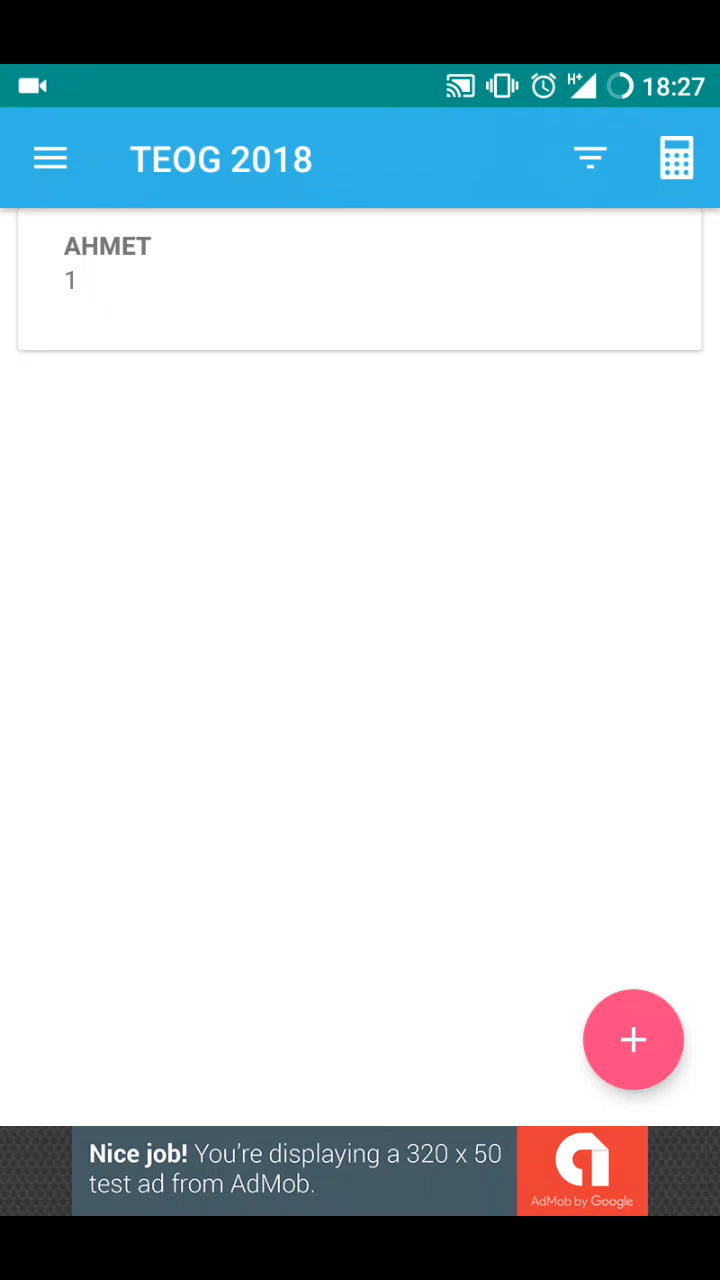 H+ 18:27
TEOG 2018
AHMET
1
Nice job! You're displaying a 320 x 50
test ad from AdMob.
AdMob by Google